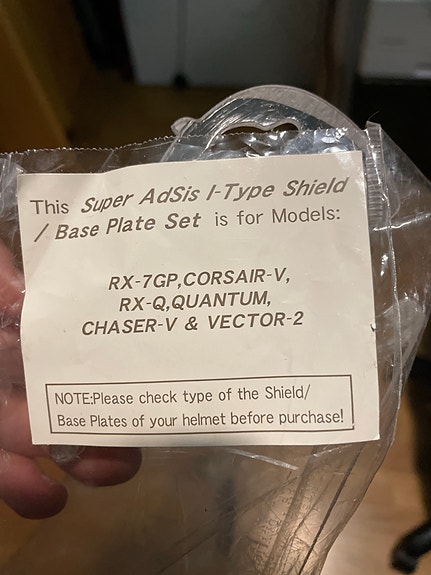 This Super AdSis I-Type Shield
/ Base Plate Set is for Models:
RX-7GP,CORSAIR-V,
RX-Q,QUANTUM,
CHASER-V & VECTOR-2
NOTE:Please check type of the Shield/
Base Plates of your helmet before purchase!